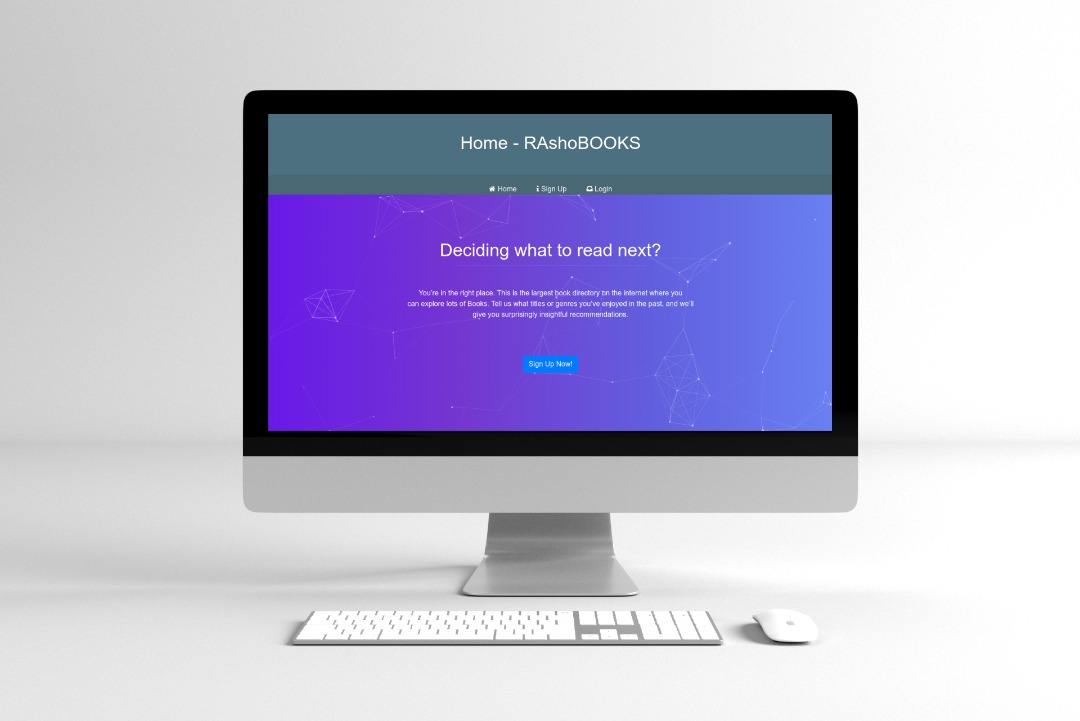 Home - RAshoBOOKS
Home Sign Up Login
Deciding what to read next?
You're in the right place. This is the largest book directory on the internet where you
can explore lots of Books. Tell us what titles or genres you've enjoyed in the past, and we'll
give you surprisingly insightful recommendations.
Sign Up Now!